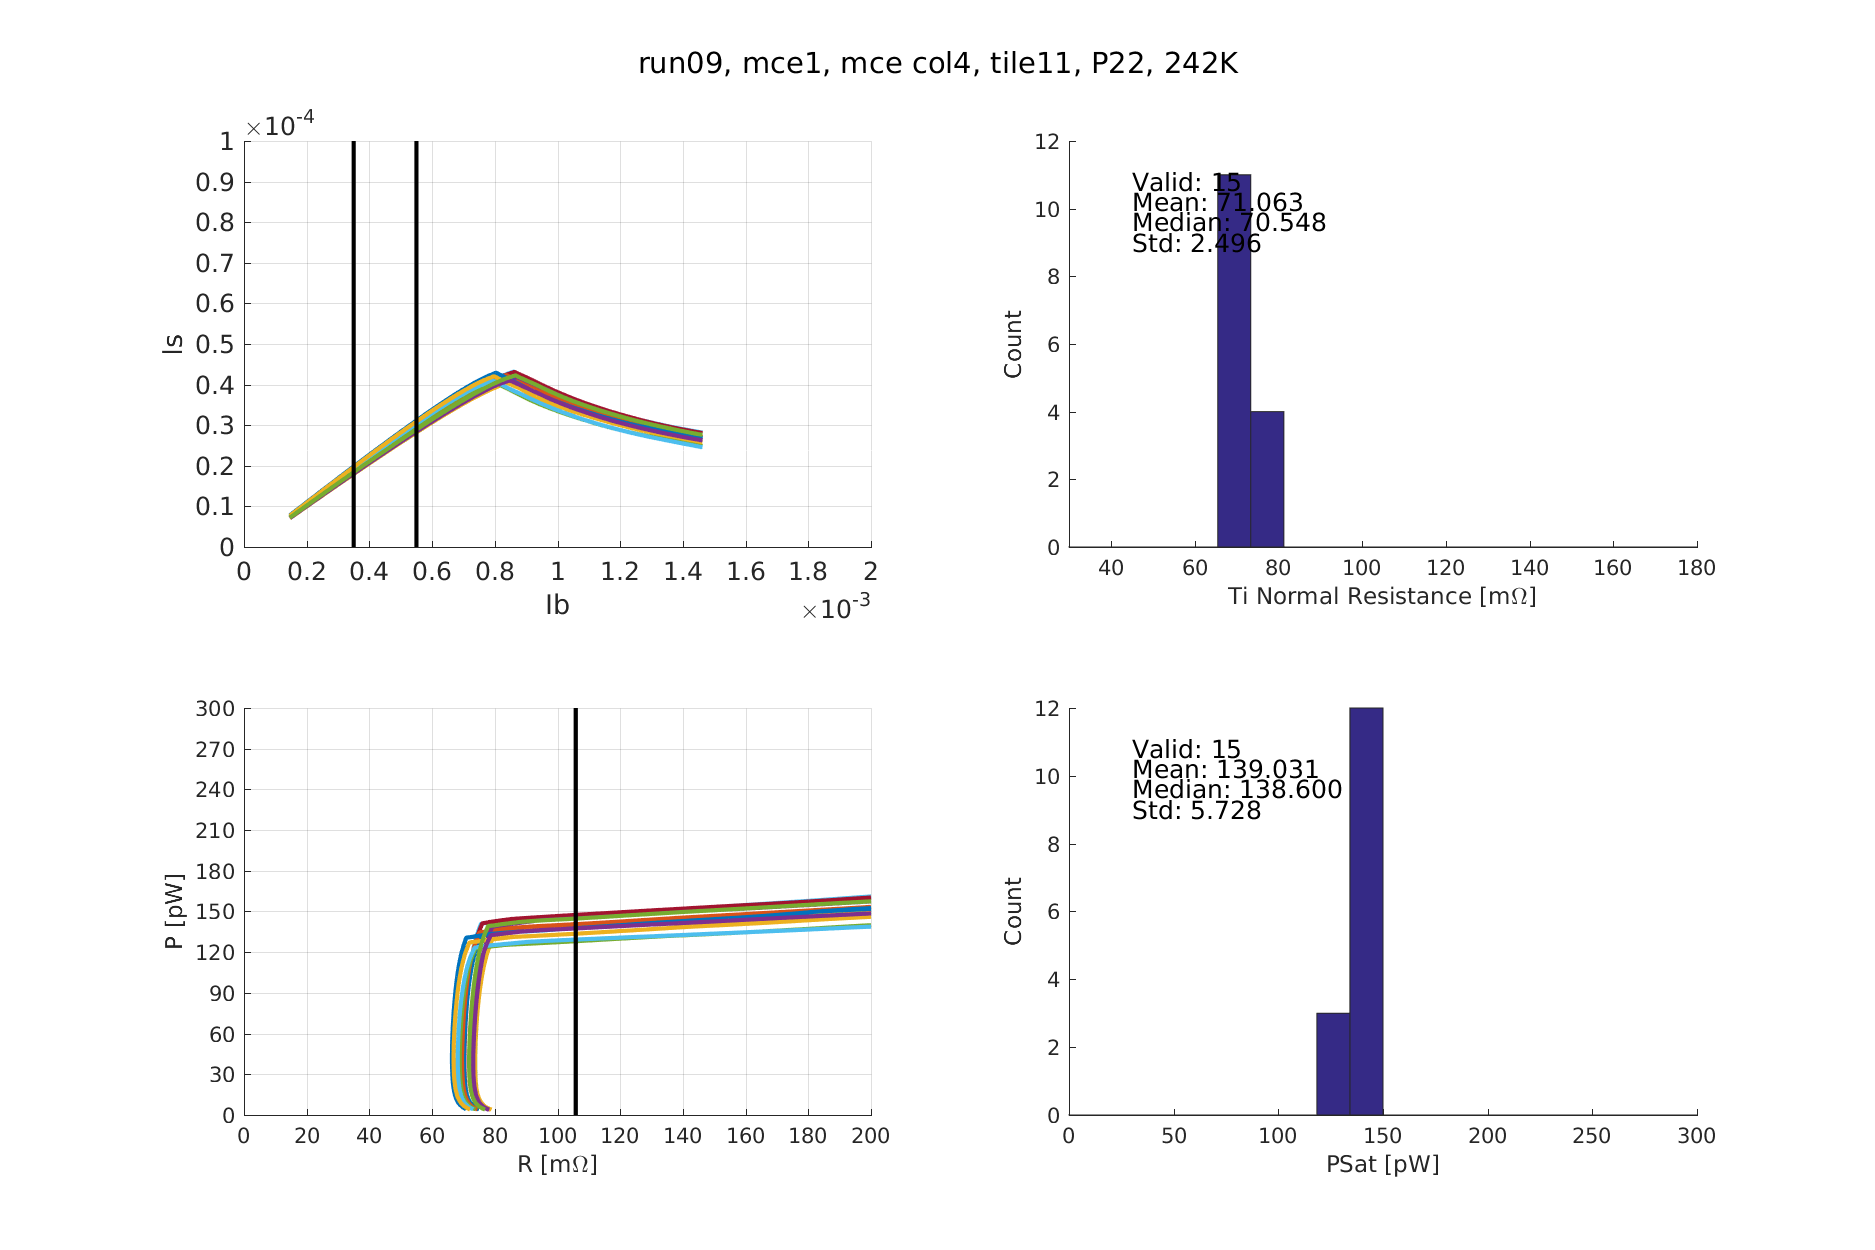 run09, mce1, mce col4, tile11, P22, 242K
×10-4
1
0.9
0.8
0.7
0.6
0.5
0.4
0.3
0.2
0.1
0
Is
0 0.2 0.4 0.6 0.8 1 1.2 1.4 1.6 1.8 2
Ib
×10-3
12
10
8
6
4
2
0
Count
Valid: 15
Mean: 71.063
Median: 70.548
Std: 2.496
40 60 80 100 120 140 160 180
Ti Normal Resistance [mΩ]
300
270
240
210
180
150
120
90
60
30
0
P [pW]
0 20 40 60 80 100 120 140 160 180 200
R [mΩ]
12
10
8
6
4
2
0
Count
Valid: 15
Mean: 139.031
Median: 138.600
Std: 5.728
0 50 100 150 200 250 300
PSat [pW]